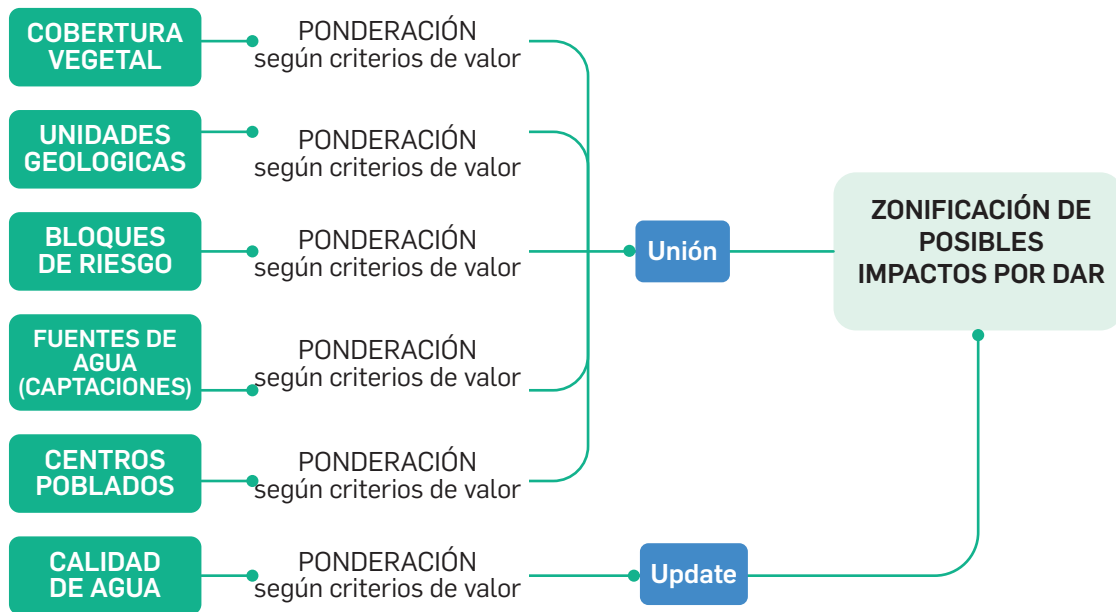 COBERTURA
VEGETAL
PONDERACIÓN
según criterios de valor
UNIDADES
GEOLOGICAS
PONDERACIÓN
según criterios de valor
BLOQUES
DE RIESGO
PONDERACIÓN
según criterios de valor
FUENTES DE
AGUA
(CAPTACIONES)
PONDERACIÓN
según criterios de valor
CENTROS
POBLADOS
PONDERACIÓN
según criterios de valor
CALIDAD
DE AGUA
PONDERACIÓN
según criterios de valor
Unión
Update
ZONIFICACIÓN DE
POSIBLES
IMPACTOS POR DAR